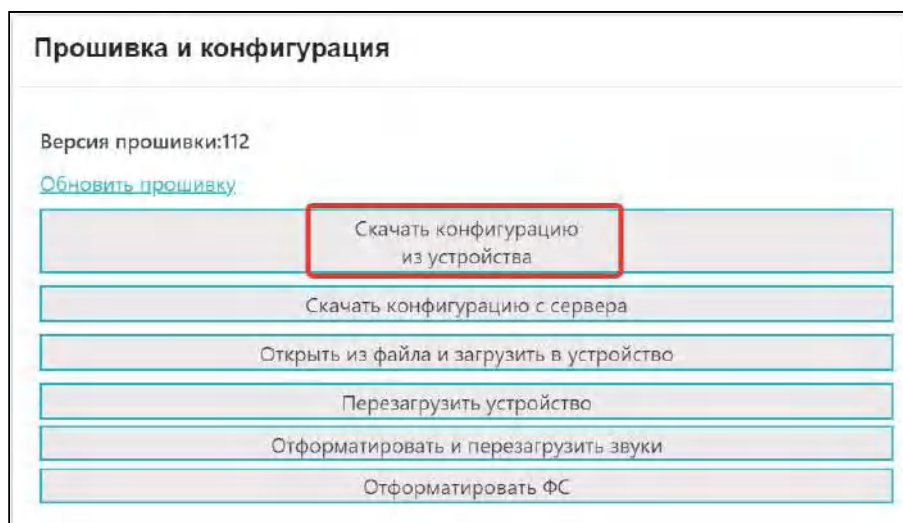 Прошивка и конфигурация
Версия прошивки:112
Обновить прошивку
Скачать конфигурацию
из устройства
Скачать конфигурацию с сервера
Открыть из файла и загрузить в устройство
Перезагрузить устройство
Отформатировать и перезагрузить звуки
Отформатировать ФС